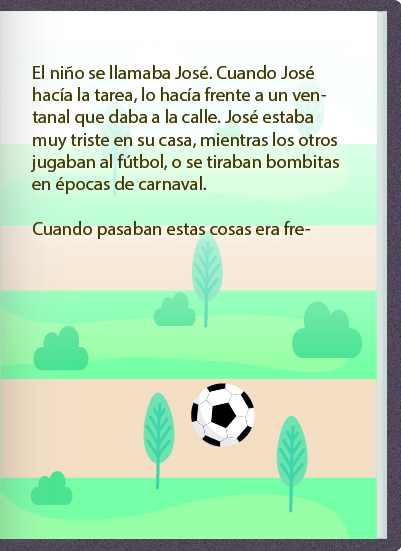 El niño se llamaba José. Cuando José
hacía la tarea, lo hacía frente a un ven-
tanal que daba a la calle. José estaba
muy triste en su casa, mientras los otros
jugaban al fútbol, o se tiraban bombitas
en épocas de carnaval.
Cuando pasaban estas cosas era fre-